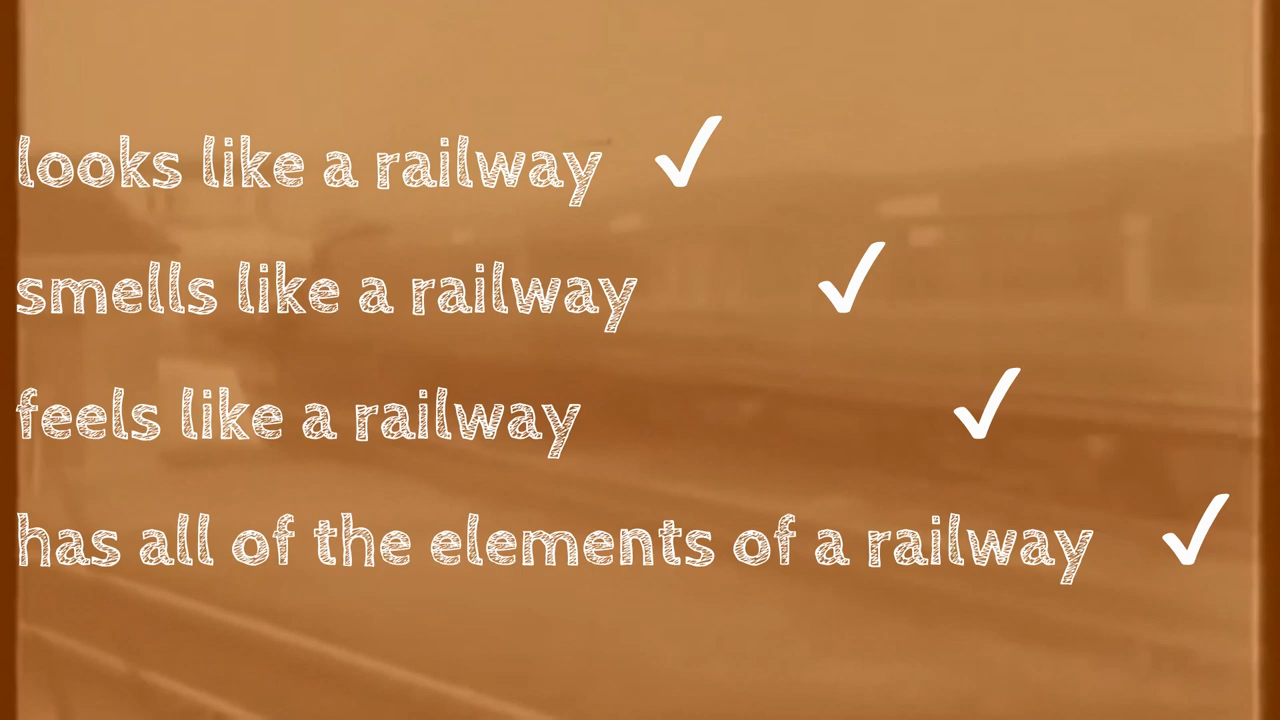 looks like a railway ✓
smells like a railway ✓
feels like a railway ✓
has all of the elements of a railway ✓